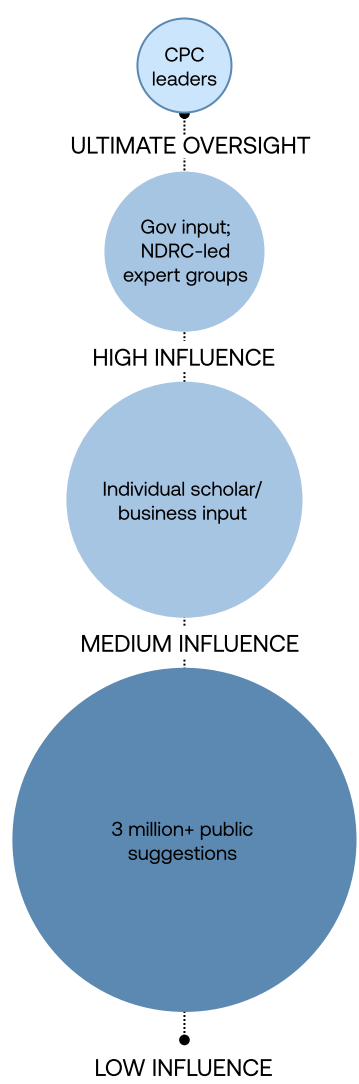 CPC
leaders
ULTIMATE OVERSIGHT
Gov input;
NDRC-led
expert groups
HIGH INFLUENCE
Individual scholar/
business input
MEDIUM INFLUENCE
3 million+ public
suggestions
LOW INFLUENCE